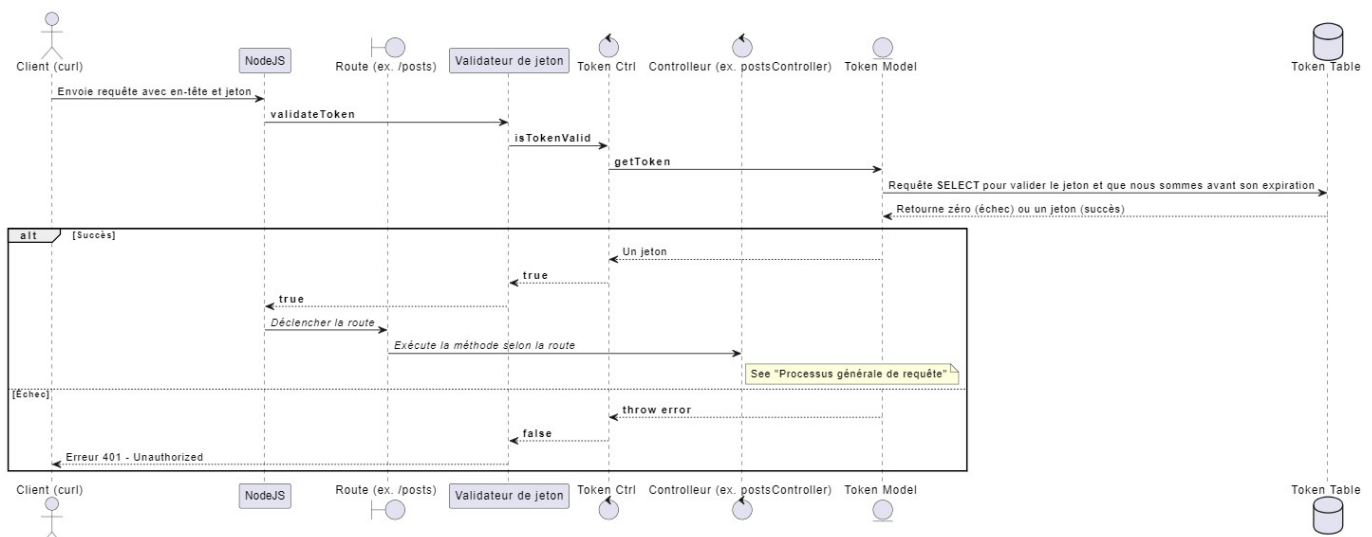 Client (curl)
NodeJS
Route (ex. /posts)
Validateur de jeton
Token Ctrl
Controlleur (ex. postsController)
Token Model
Token Table
Envoie requête avec en-tête et jeton
validateToken
isTokenValid
getToken
Requête SELECT pour valider le jeton et que nous sommes avant son expiration
Retourne zéro (échec) ou un jeton (succès)
alt
[Succès]
Un jeton
true
true
Déclencher la route
Exécute la méthode selon la route
See "Processus générale de requête"
[Échec]
throw error
false
Erreur 401 - Unauthorized
Client (curl)
NodeJS
Route (ex. /posts)
Validateur de jeton
Token Ctrl
Controlleur (ex. postsController)
Token Model
Token Table